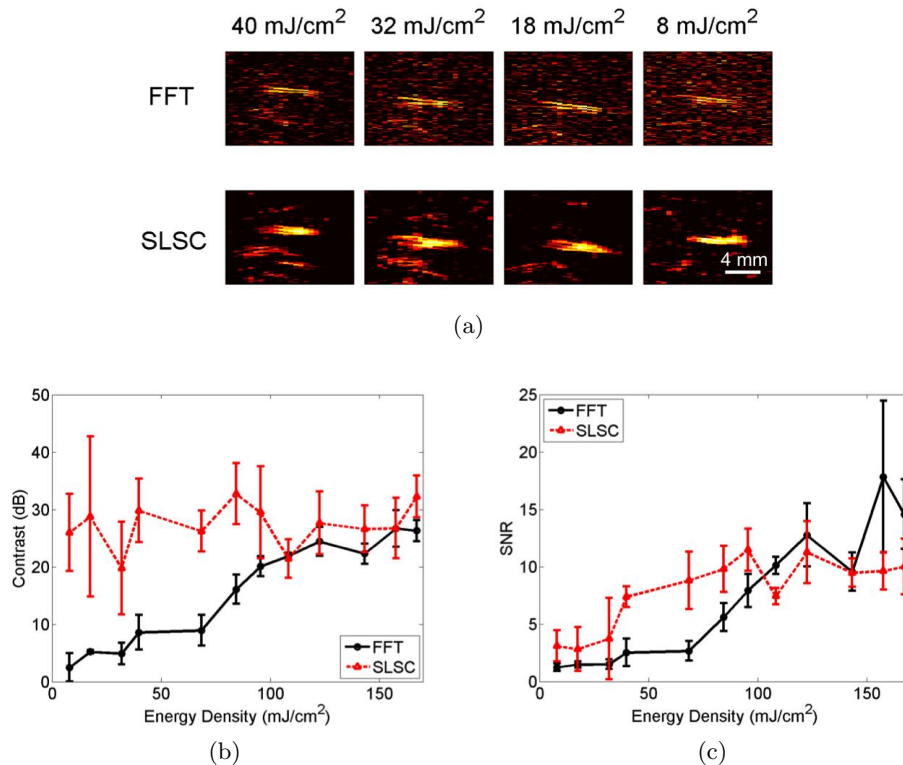 40 mJ/cm² 32 mJ/cm² 18 mJ/cm² 8 mJ/cm²
FFT
SLSC
4 mm
(a)
50
40
30
20
10
0
Contrast (dB)
FFT
SLSC
0 50 100 150
Energy Density (mJ/cm²)
(b)
25
20
15
10
5
0
SNR
FFT
SLSC
0 50 100 150
Energy Density (mJ/cm²)
(c)